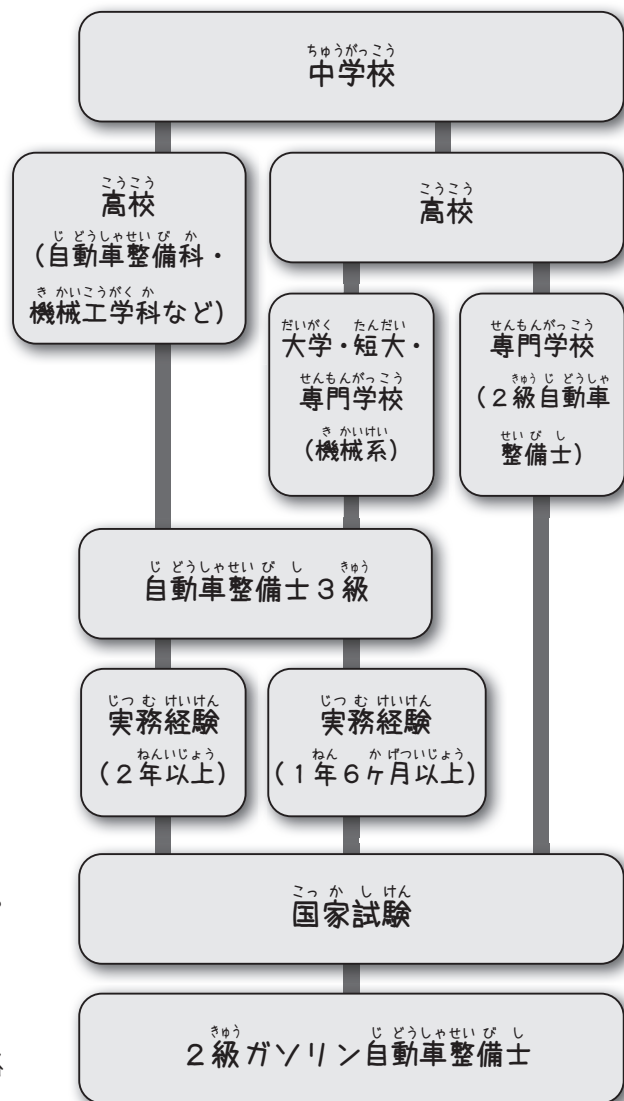 ちゅうがっこう
中学校
こうこう
高校
じどうしゃせいびか
(自動車整備科・
きかいこうがくか
機械工学科など)
こうこう
高校
だいがく たんだい
大学・短大・
せんもんがっこう
専門学校
きかいけい
(機械系)
せんもんがっこう
専門学校
きゅうじどうしゃ
(2級自動車
せいびし
整備士)
じどうしゃせいびし きゅう
自動車整備士3級
じつむけいけん
実務経験
ねんいじょう
(2年以上)
じつむけいけん
実務経験
ねん かげついじょう
(1年6ヶ月以上)
こっかしけん
国家試験
きゅう じどうしゃせいびし
2級ガソリン自動車整備士